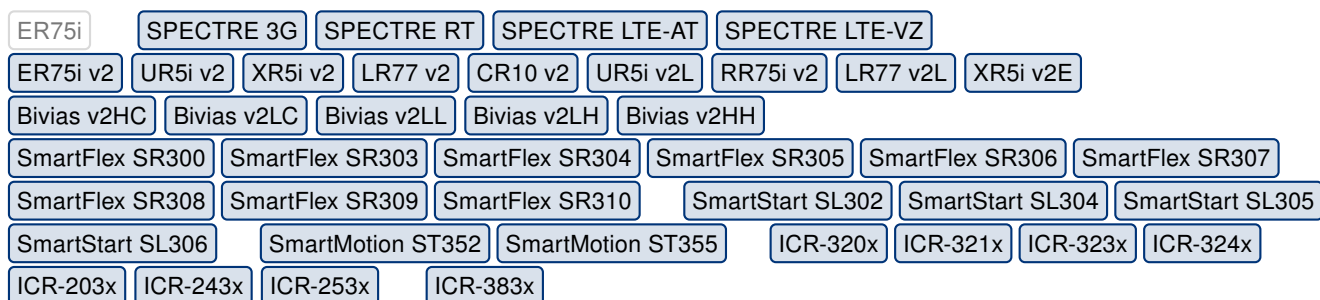 ER75i SPECTRE 3G SPECTRE RT SPECTRE LTE-AT SPECTRE LTE-VZ
ER75i v2 UR5i v2 XR5i v2 LR77 v2 CR10 v2 UR5i v2L RR75i v2 LR77 v2L XR5i v2E
Bivias v2HC Bivias v2LC Bivias v2LL Bivias v2LH Bivias v2HH
SmartFlex SR300 SmartFlex SR303 SmartFlex SR304 SmartFlex SR305 SmartFlex SR306 SmartFlex SR307
SmartFlex SR308 SmartFlex SR309 SmartFlex SR310 SmartStart SL302 SmartStart SL304 SmartStart SL305
SmartStart SL306 SmartMotion ST352 SmartMotion ST355 ICR-320x ICR-321x ICR-323x ICR-324x
ICR-203x ICR-243x ICR-253x ICR-383x